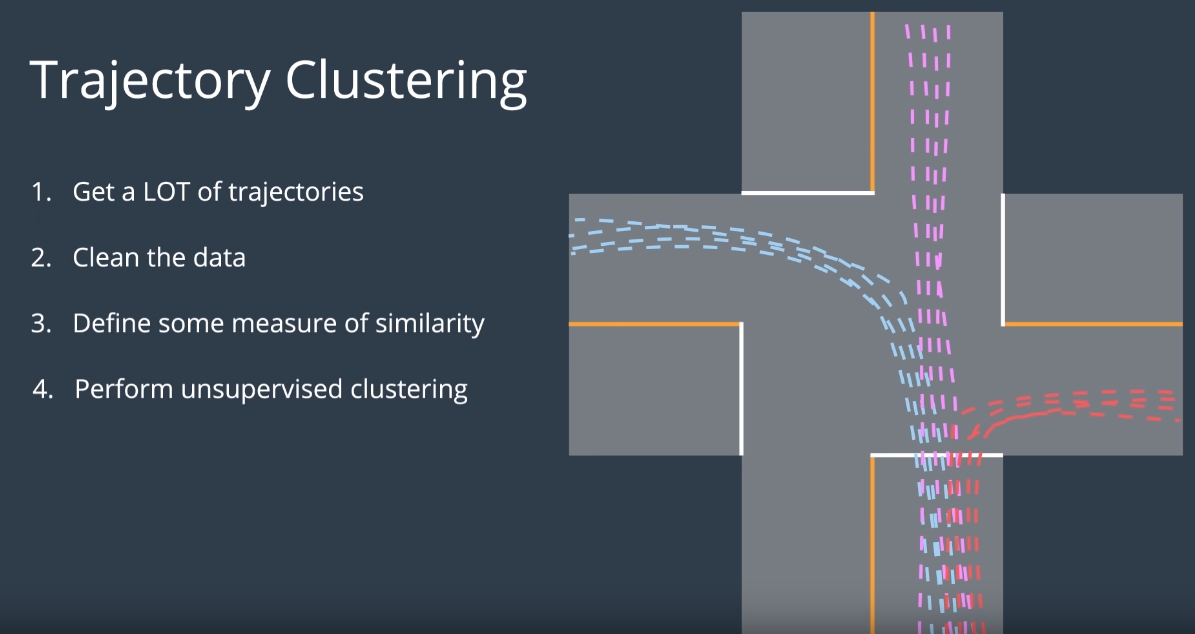 Trajectory Clustering
1. Get a LOT of trajectories
2. Clean the data
3. Define some measure of similarity
4. Perform unsupervised clustering